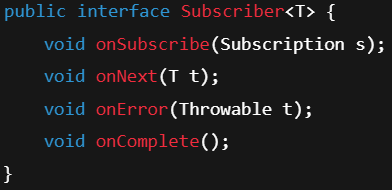 public interface Subscriber<T> {
    void onSubscribe(Subscription s);
    void onNext(T t);
    void onError(Throwable t);
    void onComplete();
}